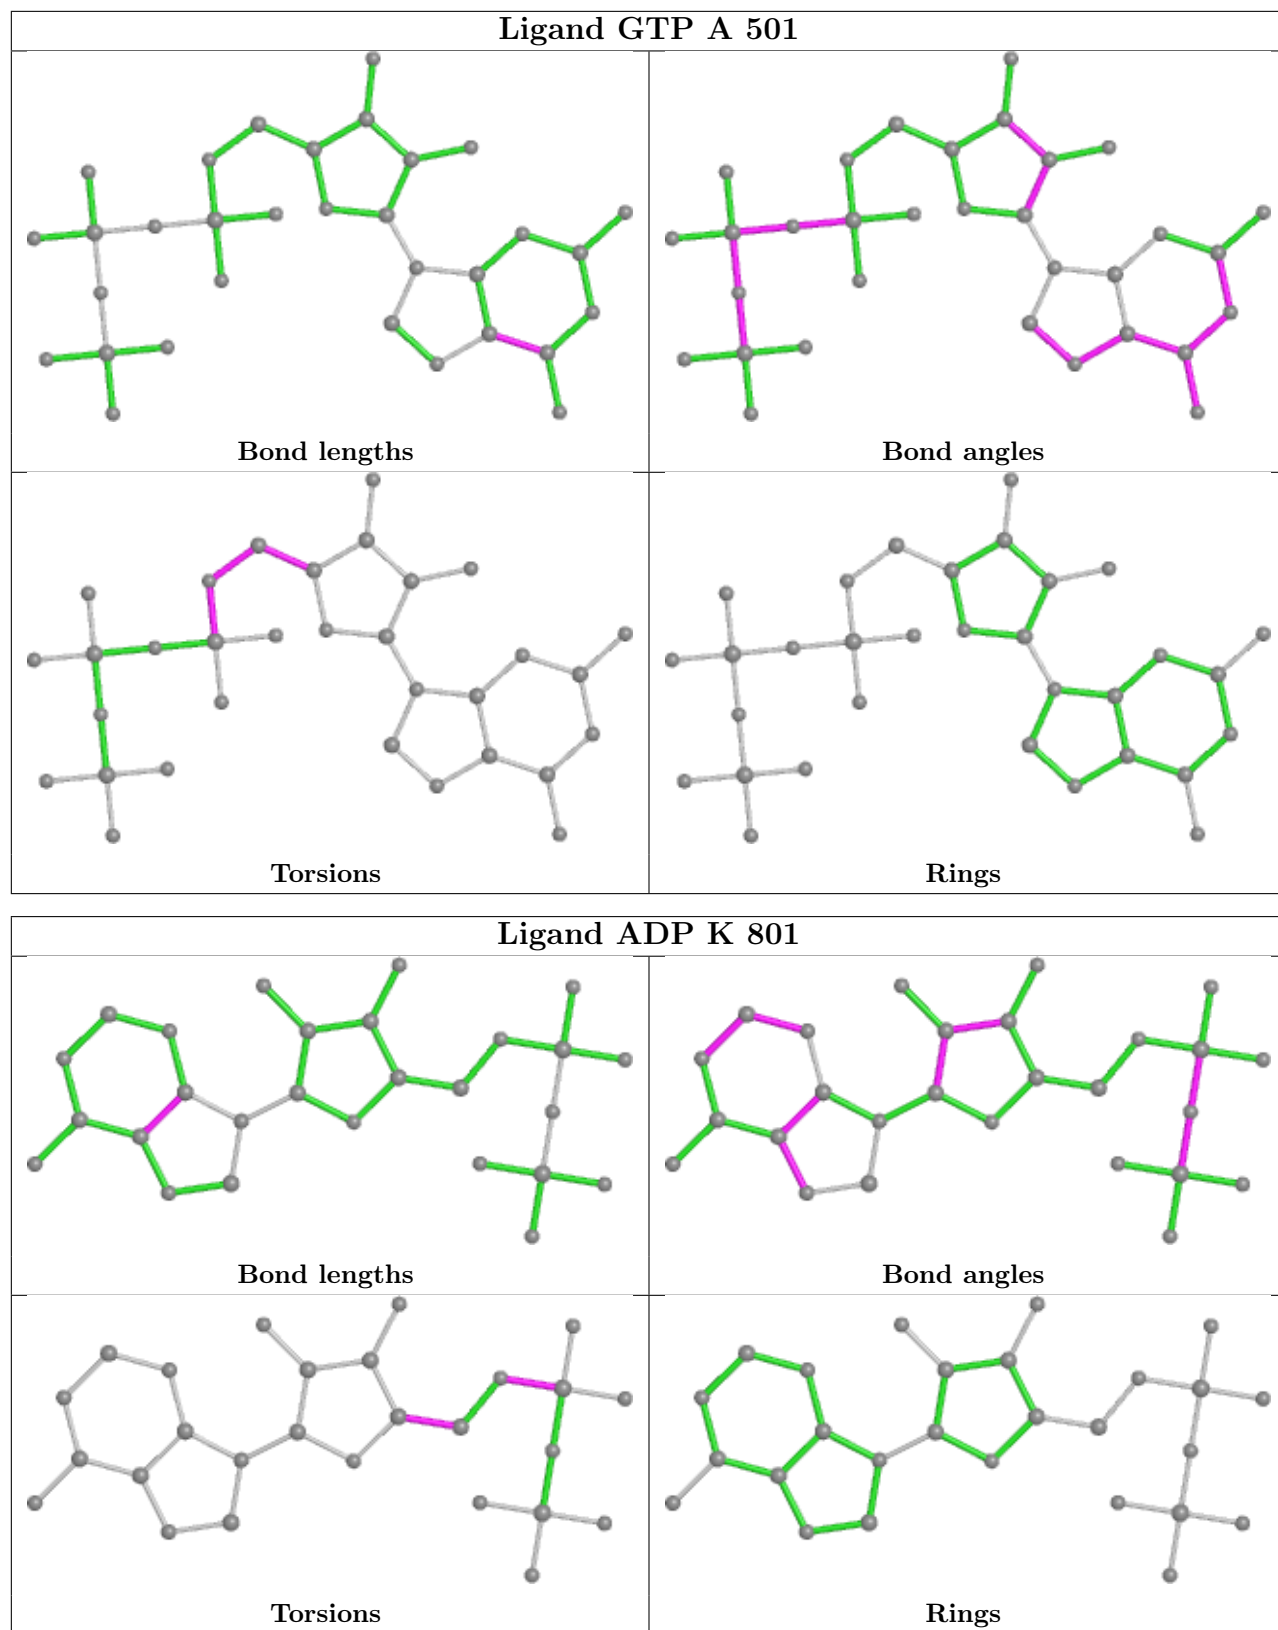 Ligand GTP A 501
Bond lengths
Bond angles
Torsions
Rings
Ligand ADP K 801
Bond lengths
Bond angles
Torsions
Rings